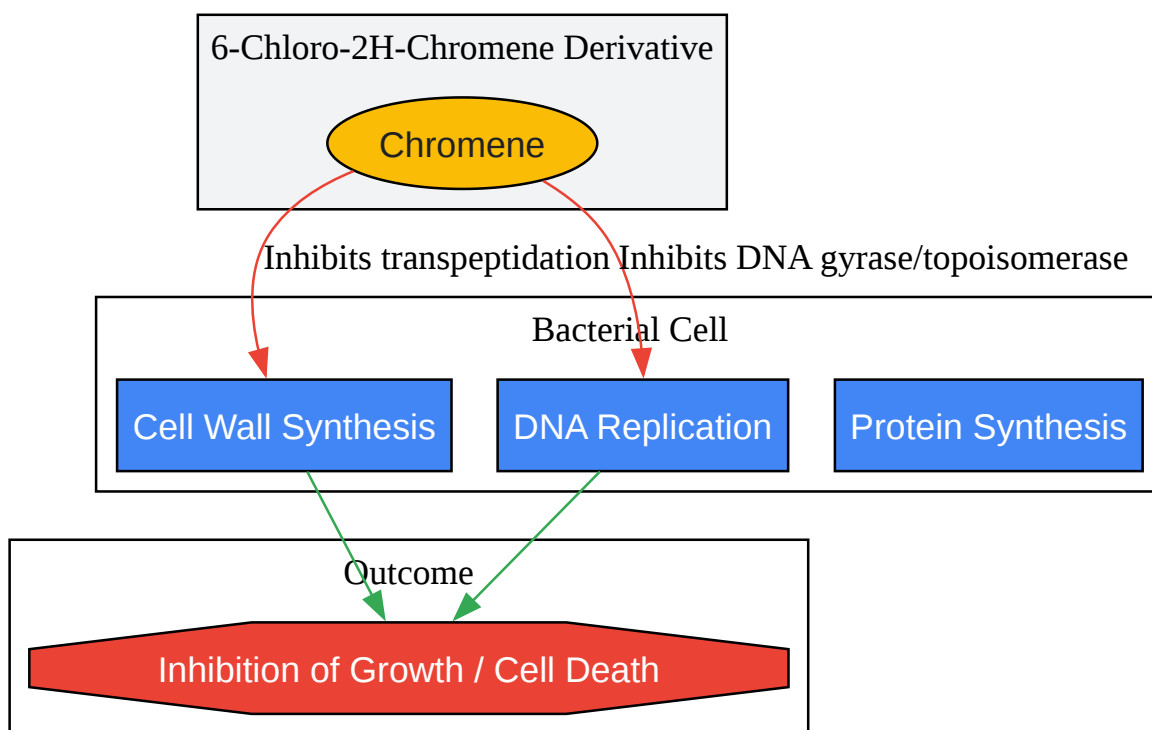 6-Chloro-2H-Chromene Derivative
Chromene
Inhibits transpeptidation
Inhibits DNA gyrase/topoisomerase
Bacterial Cell
Cell Wall Synthesis
DNA Replication
Protein Synthesis
Outcome
Inhibition of Growth / Cell Death